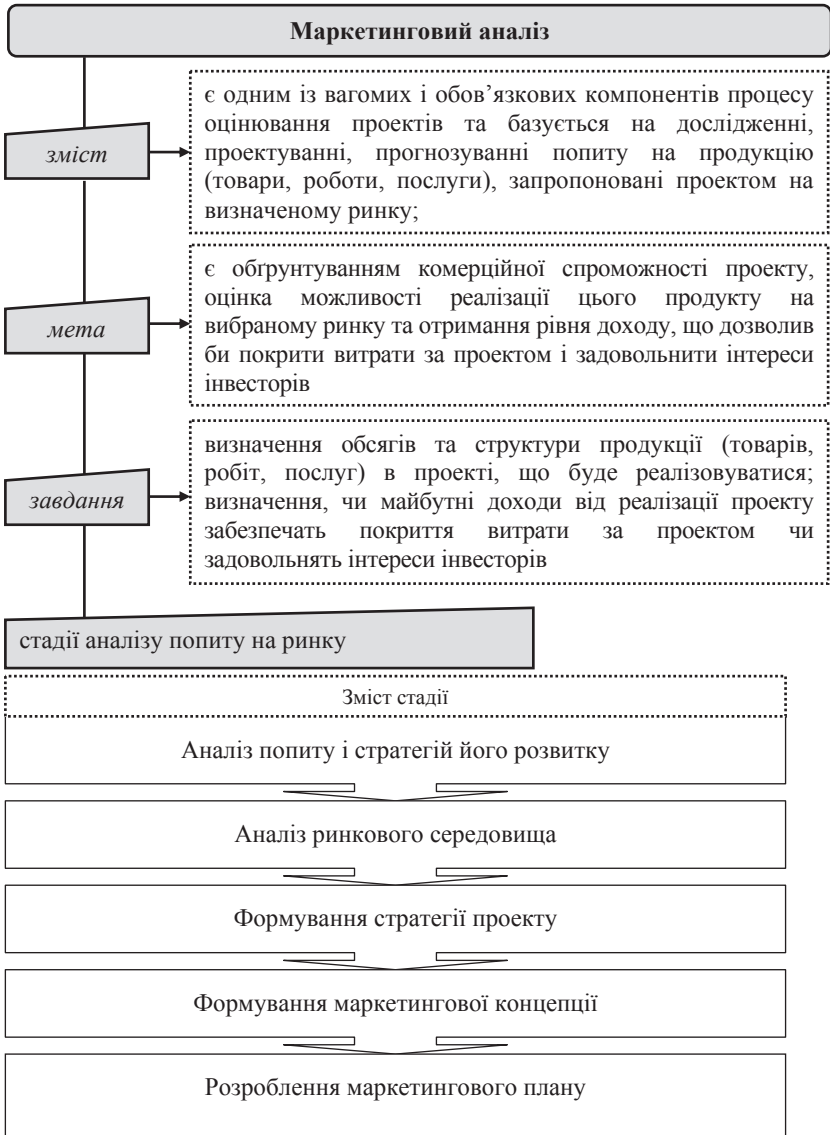 Маркетинговий аналіз
зміст
є одним із вагомих і обов’язкових компонентів процесу
оцінювання проектів та базується на дослідженні,
проектуванні, прогнозуванні попиту на продукцію
(товари, роботи, послуги), запропоновані проектом на
визначеному ринку;
мета
є обґрунтуванням комерційної спроможності проекту,
оцінка можливості реалізації цього продукту на
вибраному ринку та отримання рівня доходу, що дозволив
би покрити витрати за проектом і задовольнити інтереси
інвесторів
завдання
визначення обсягів та структури продукції (товарів,
робіт, послуг) в проекті, що буде реалізовуватися;
визначення, чи майбутні доходи від реалізації проекту
забезпечать покриття витрати за проектом чи
задовольнять інтереси інвесторів
стадії аналізу попиту на ринку
Зміст стадії
Аналіз попиту і стратегій його розвитку
Аналіз ринкового середовища
Формування стратегії проекту
Формування маркетингової концепції
Розроблення маркетингового плану